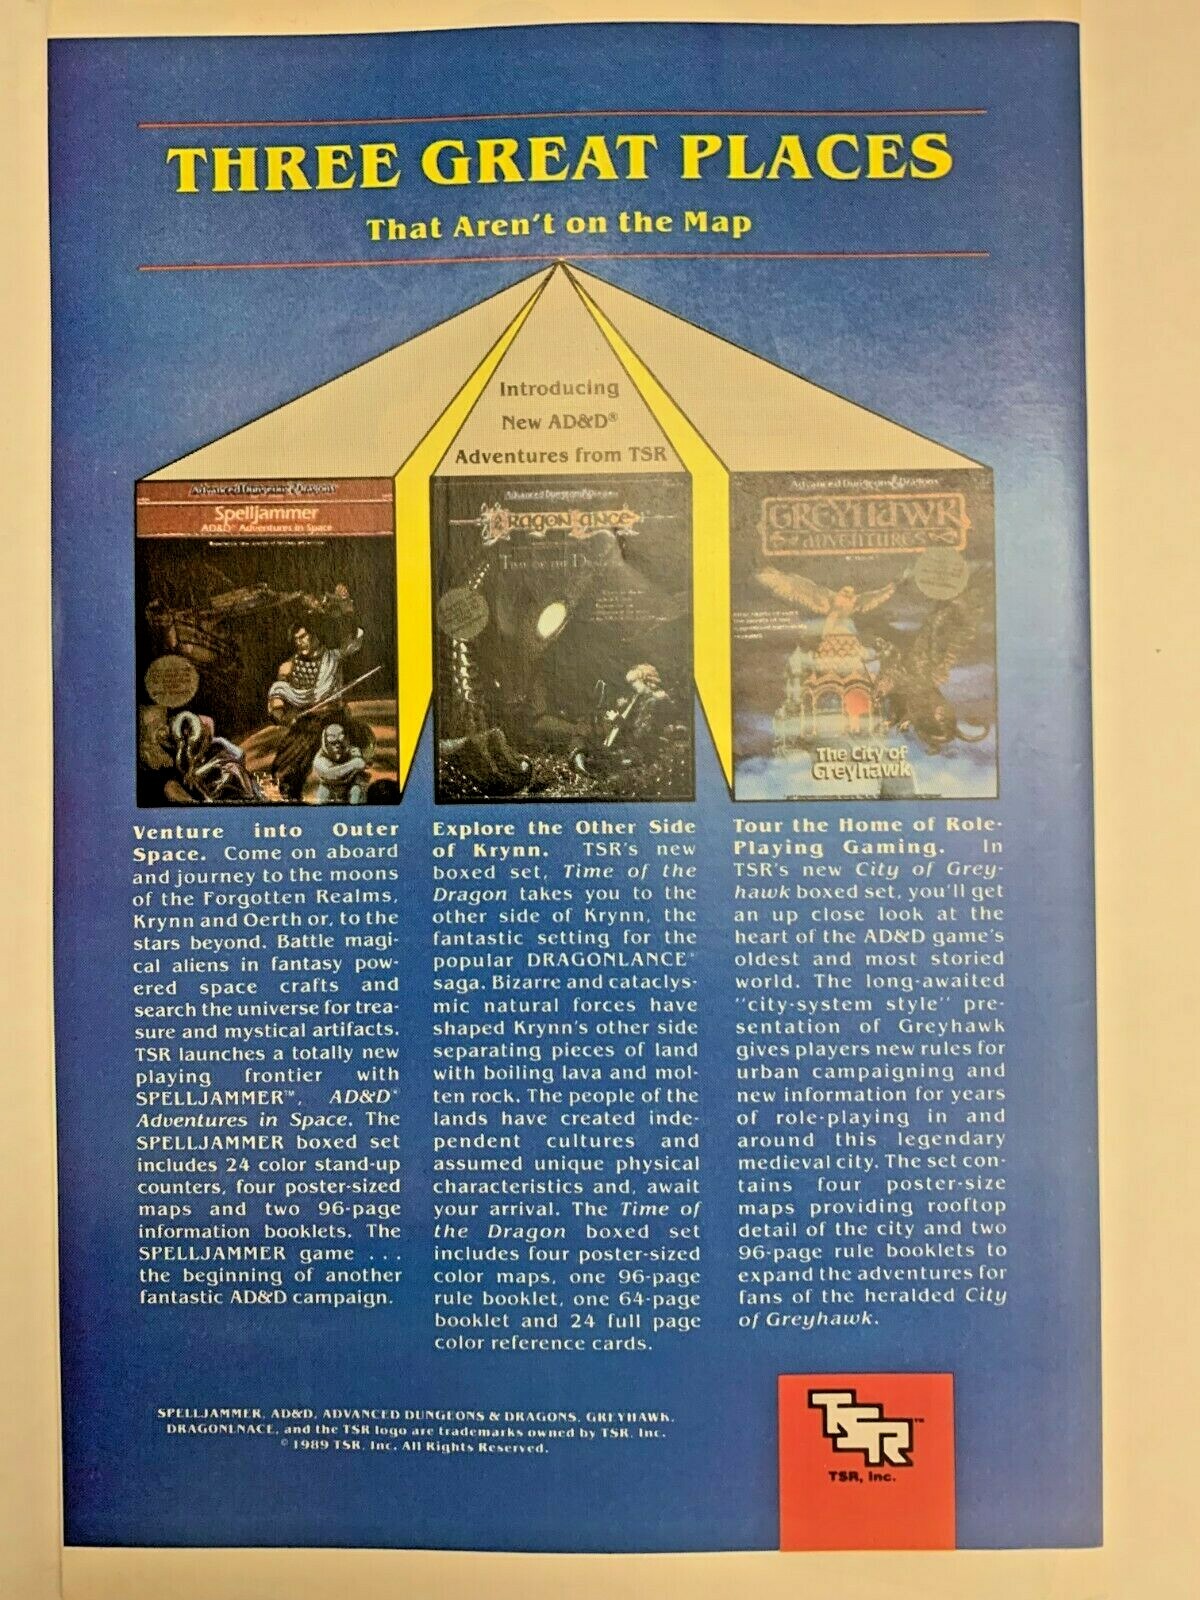 THREE GREAT PLACES
That Aren't on the Map
Introducing
New AD&D®
Adventures from TSR
Advanced Dungeons & Dragons
Spelljammer
AD&D® Adventures in Space
Advanced Dungeons & Dragons
DRAGONLANCE
Advanced Dungeons & Dragons
GREYHAWK
ADVENTURES
The City of
Greyhawk
Venture into Outer
Space. Come on aboard
and journey to the moons
of the Forgotten Realms,
Krynn and Oerth or, to the
stars beyond. Battle magi-
cal aliens in fantasy pow-
ered space crafts and
search the universe for trea-
sure and mystical artifacts.
TSR launches a totally new
playing frontier with
SPELLJAMMER™, AD&D®
Adventures in Space. The
SPELLJAMMER boxed set
includes 24 color stand-up
counters, four poster-sized
maps and two 96-page
information booklets. The
SPELLJAMMER game . . .
the beginning of another
fantastic AD&D campaign.
Explore the Other Side
of Krynn. TSR's new
boxed set, Time of the
Dragon takes you to the
other side of Krynn, the
fantastic setting for the
popular DRAGONLANCE®
saga. Bizarre and cataclys-
mic natural forces have
shaped Krynn's other side
separating pieces of land
with boiling lava and mol-
ten rock. The people of the
lands have created inde-
pendent cultures and
assumed unique physical
characteristics and, await
your arrival. The Time of
the Dragon boxed set
includes four poster-sized
color maps, one 96-page
rule booklet, one 64-page
booklet and 24 full page
color reference cards.
Tour the Home of Role-
Playing Gaming. In
TSR's new City of Grey-
hawk boxed set, you'll get
an up close look at the
heart of the AD&D game's
oldest and most storied
world. The long-awaited
"city-system style" pre-
sentation of Greyhawk
gives players new rules for
urban campaigning and
new information for years
of role-playing in and
around this legendary
medieval city. The set con-
tains four poster-size
maps providing rooftop
detail of the city and two
96-page rule booklets to
expand the adventures for
fans of the heralded City
of Greyhawk.
SPELLJAMMER, AD&D, ADVANCED DUNGEONS & DRAGONS, GREYHAWK,
DRAGONLNACE, and the TSR logo are trademarks owned by TSR, Inc.
© 1989 TSR, Inc. All Rights Reserved.
TSR™
TSR, Inc.